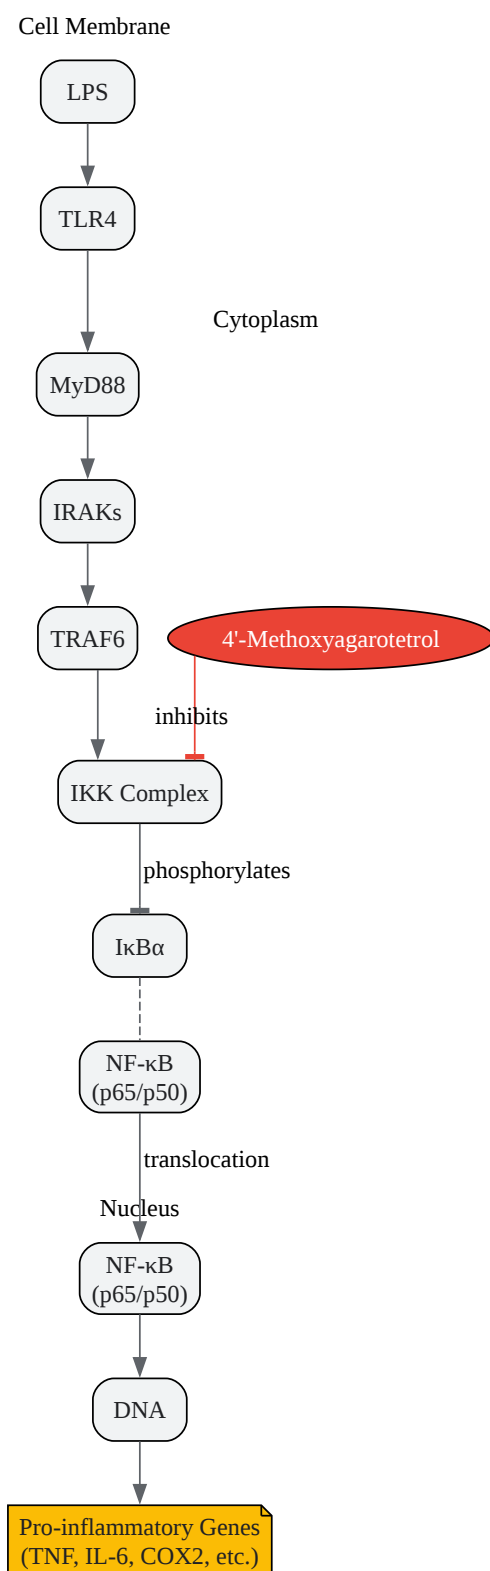 Cell Membrane
LPS
TLR4
Cytoplasm
MyD88
IRAKs
TRAF6
4'-Methoxyagarotetrol
inhibits
IKK Complex
phosphorylates
IκBα
NF-κB
(p65/p50)
translocation
Nucleus
NF-κB
(p65/p50)
DNA
Pro-inflammatory Genes
(TNF, IL-6, COX2, etc.)